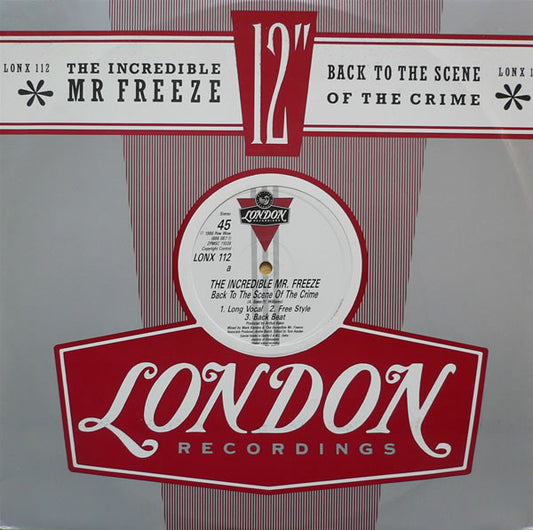 LONX 112
THE INCREDIBLE
MR FREEZE
12"
BACK TO THE SCENE
OF THE CRIME
LONX 1
LONDON
RECORDINGS
Stereo
45
LONX 112
a
THE INCREDIBLE MR. FREEZE
Back To The Scene Of The Crime
1. Long Vocal 2. Free Style
3. Back Beat
LONDON
RECORDINGS